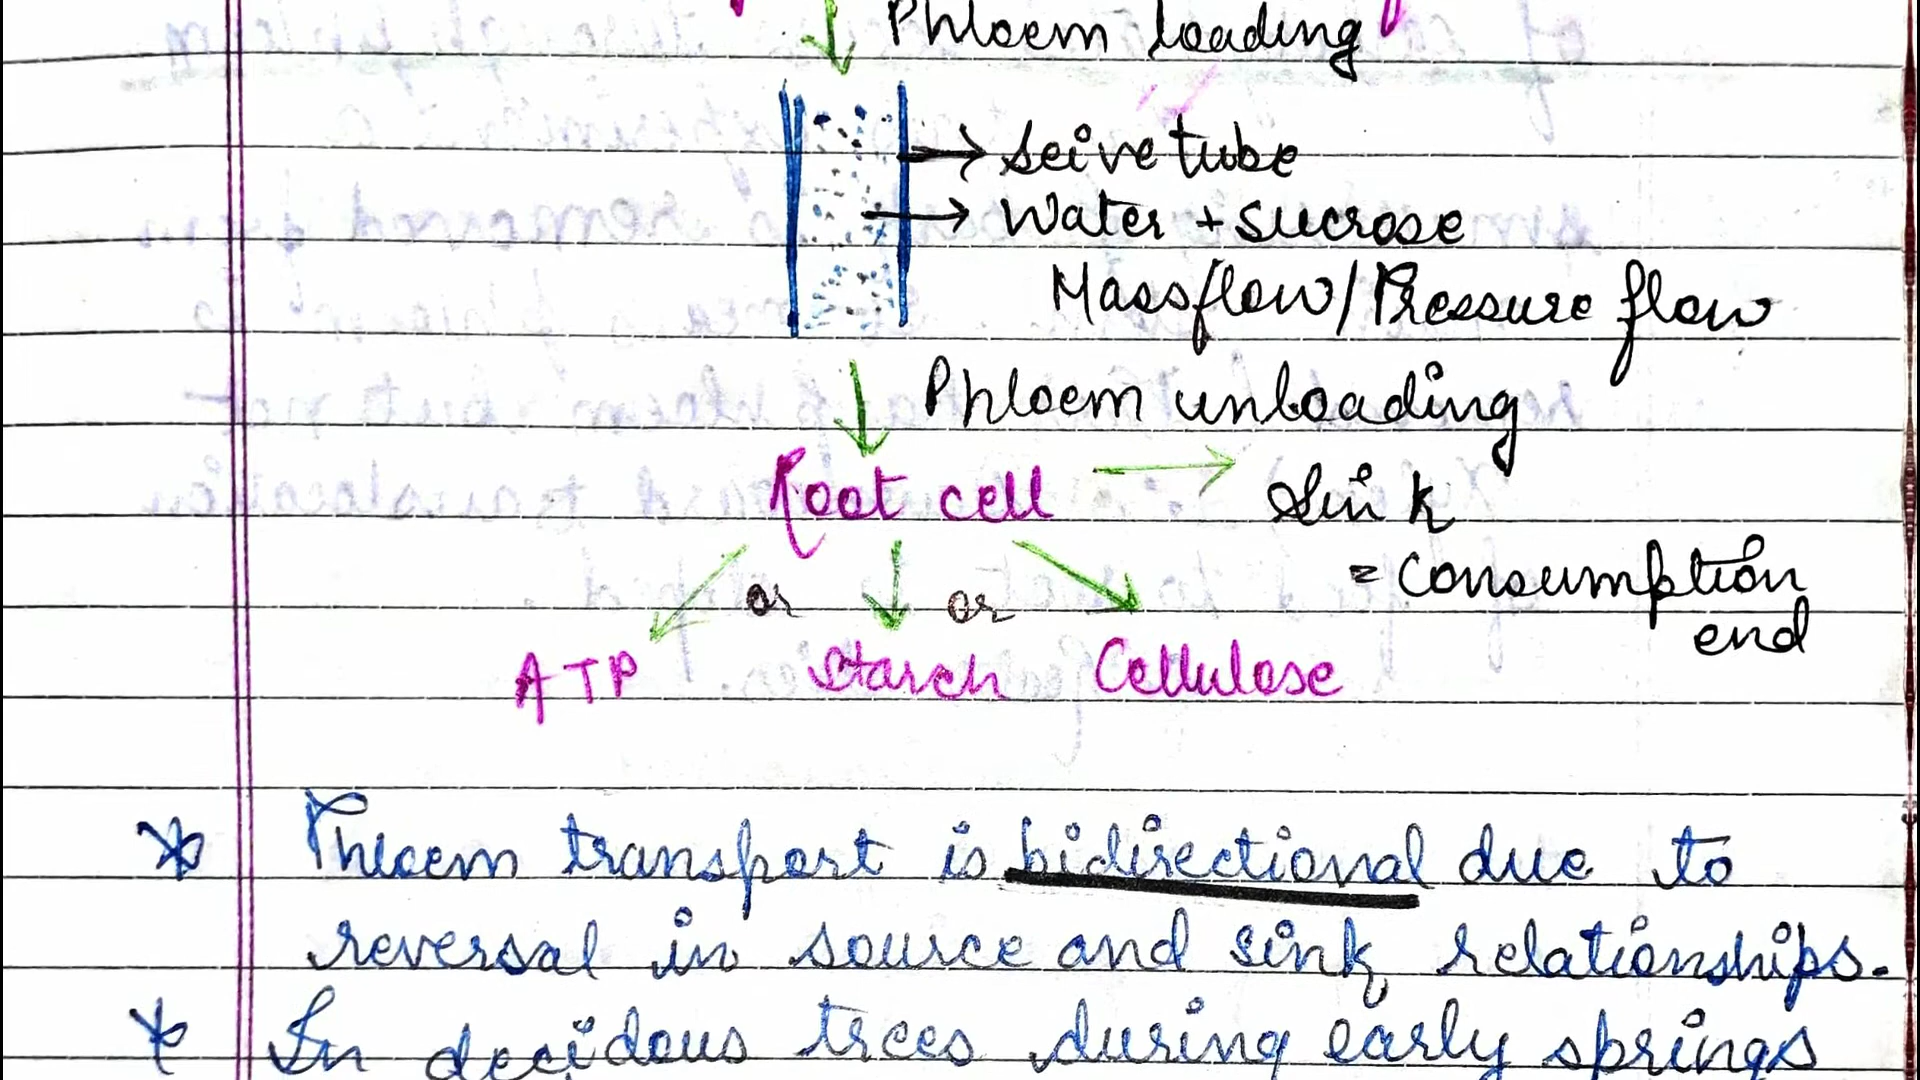 Phloem loading
Seive tube
Water + sucrose
Massflow/Pressure flow
Phloem unloading
Root cell
Sink
= Consumption
end
or or
ATP Starch Cellulose
* Phloem transport is bidirectional due to
reversal in source and sink relationships.
* In decidous trees during early springs